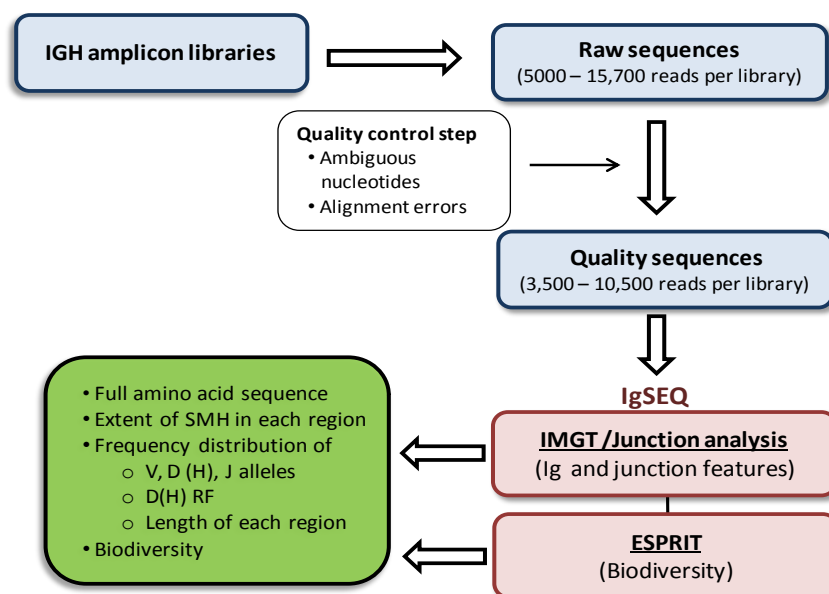 IGH amplicon libraries
Raw sequences
(5000 – 15,700 reads per library)
Quality control step
• Ambiguous
nucleotides
• Alignment errors
Quality sequences
(3,500 – 10,500 reads per library)
IgSEQ
IMGT /Junction analysis
(Ig and junction features)
ESPRIT
(Biodiversity)
• Full amino acid sequence
• Extent of SMH in each region
• Frequency distribution of
o V, D (H), J alleles
o D(H) RF
o Length of each region
• Biodiversity